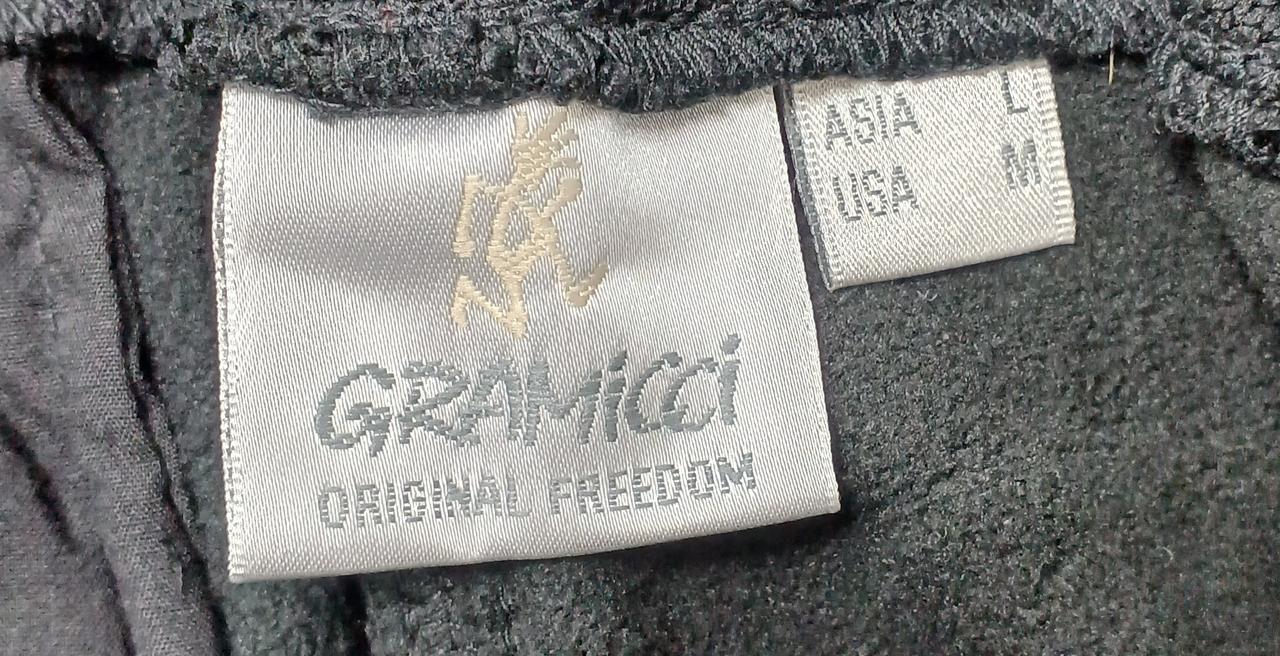 GRAMicci
ORIGINAL FREEDOM
ASIA L
USA M